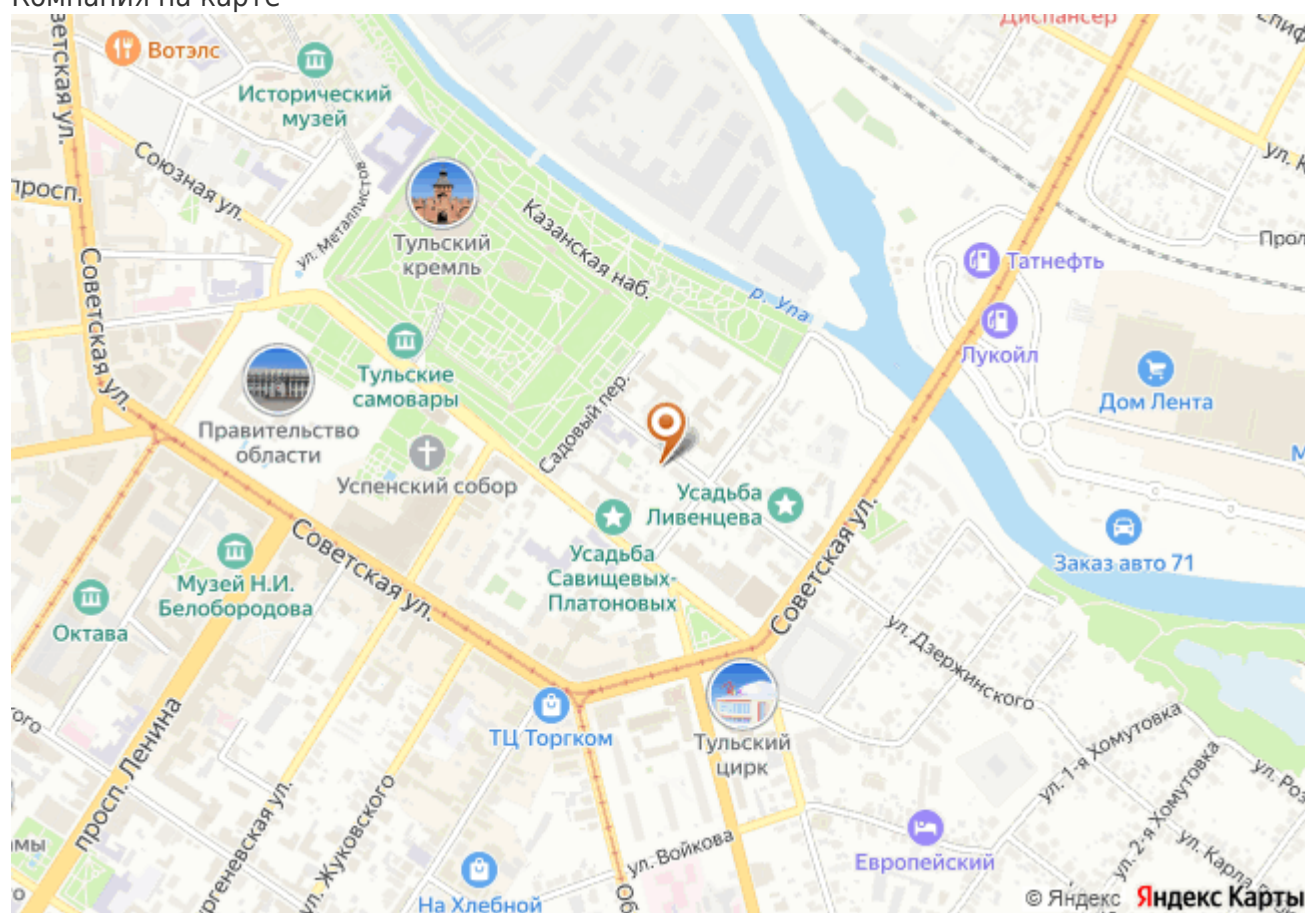 Компания на карте
Диспансер
Вотэлс
Исторический
музей
Советская ул.
Союзная ул.
ул. Металлистов
просп.
Тульский
кремль
Казанская наб.
р. Упа
Татнефть
Лукойл
Дом Лента
Советская ул.
Тульские
самовары
Правительство
области
Успенский собор
Садовый пер.
Усадьба
Ливенцева
Усадьба
Савищевых-
Платоновых
Советская ул.
Заказ авто 71
Музей Н.И.
Белобородова
Октава
Советская ул.
ул. Дзержинского
ТЦ Торгком
Тульский
цирк
просп. Ленина
ул. 1-я Хомутовка
ул. 2-я Хомутовка
ул. Жуковского
ул. Войкова
Европейский
На Хлебной
© Яндекс Яндекс Карты